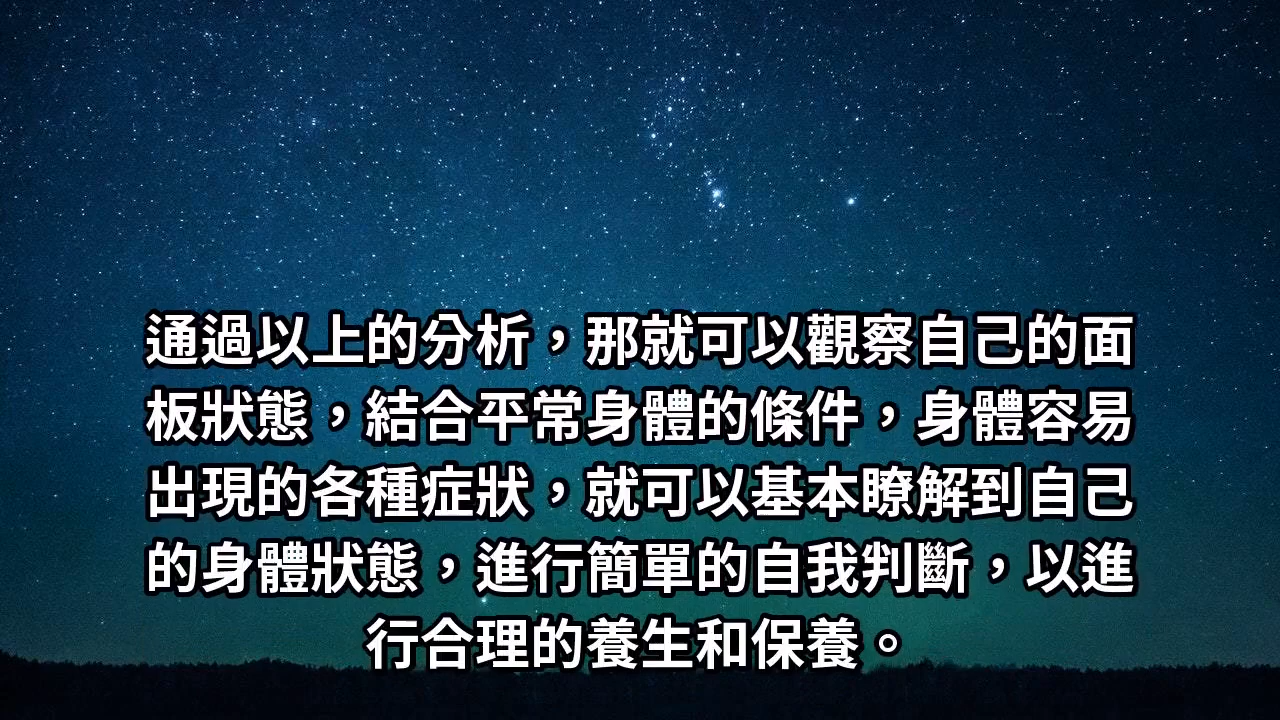 通過以上的分析，那就可以觀察自己的面
板狀態，結合平常身體的條件，身體容易
出現的各種症狀，就可以基本瞭解到自己
的身體狀態，進行簡單的自我判斷，以進
行合理的養生和保養。